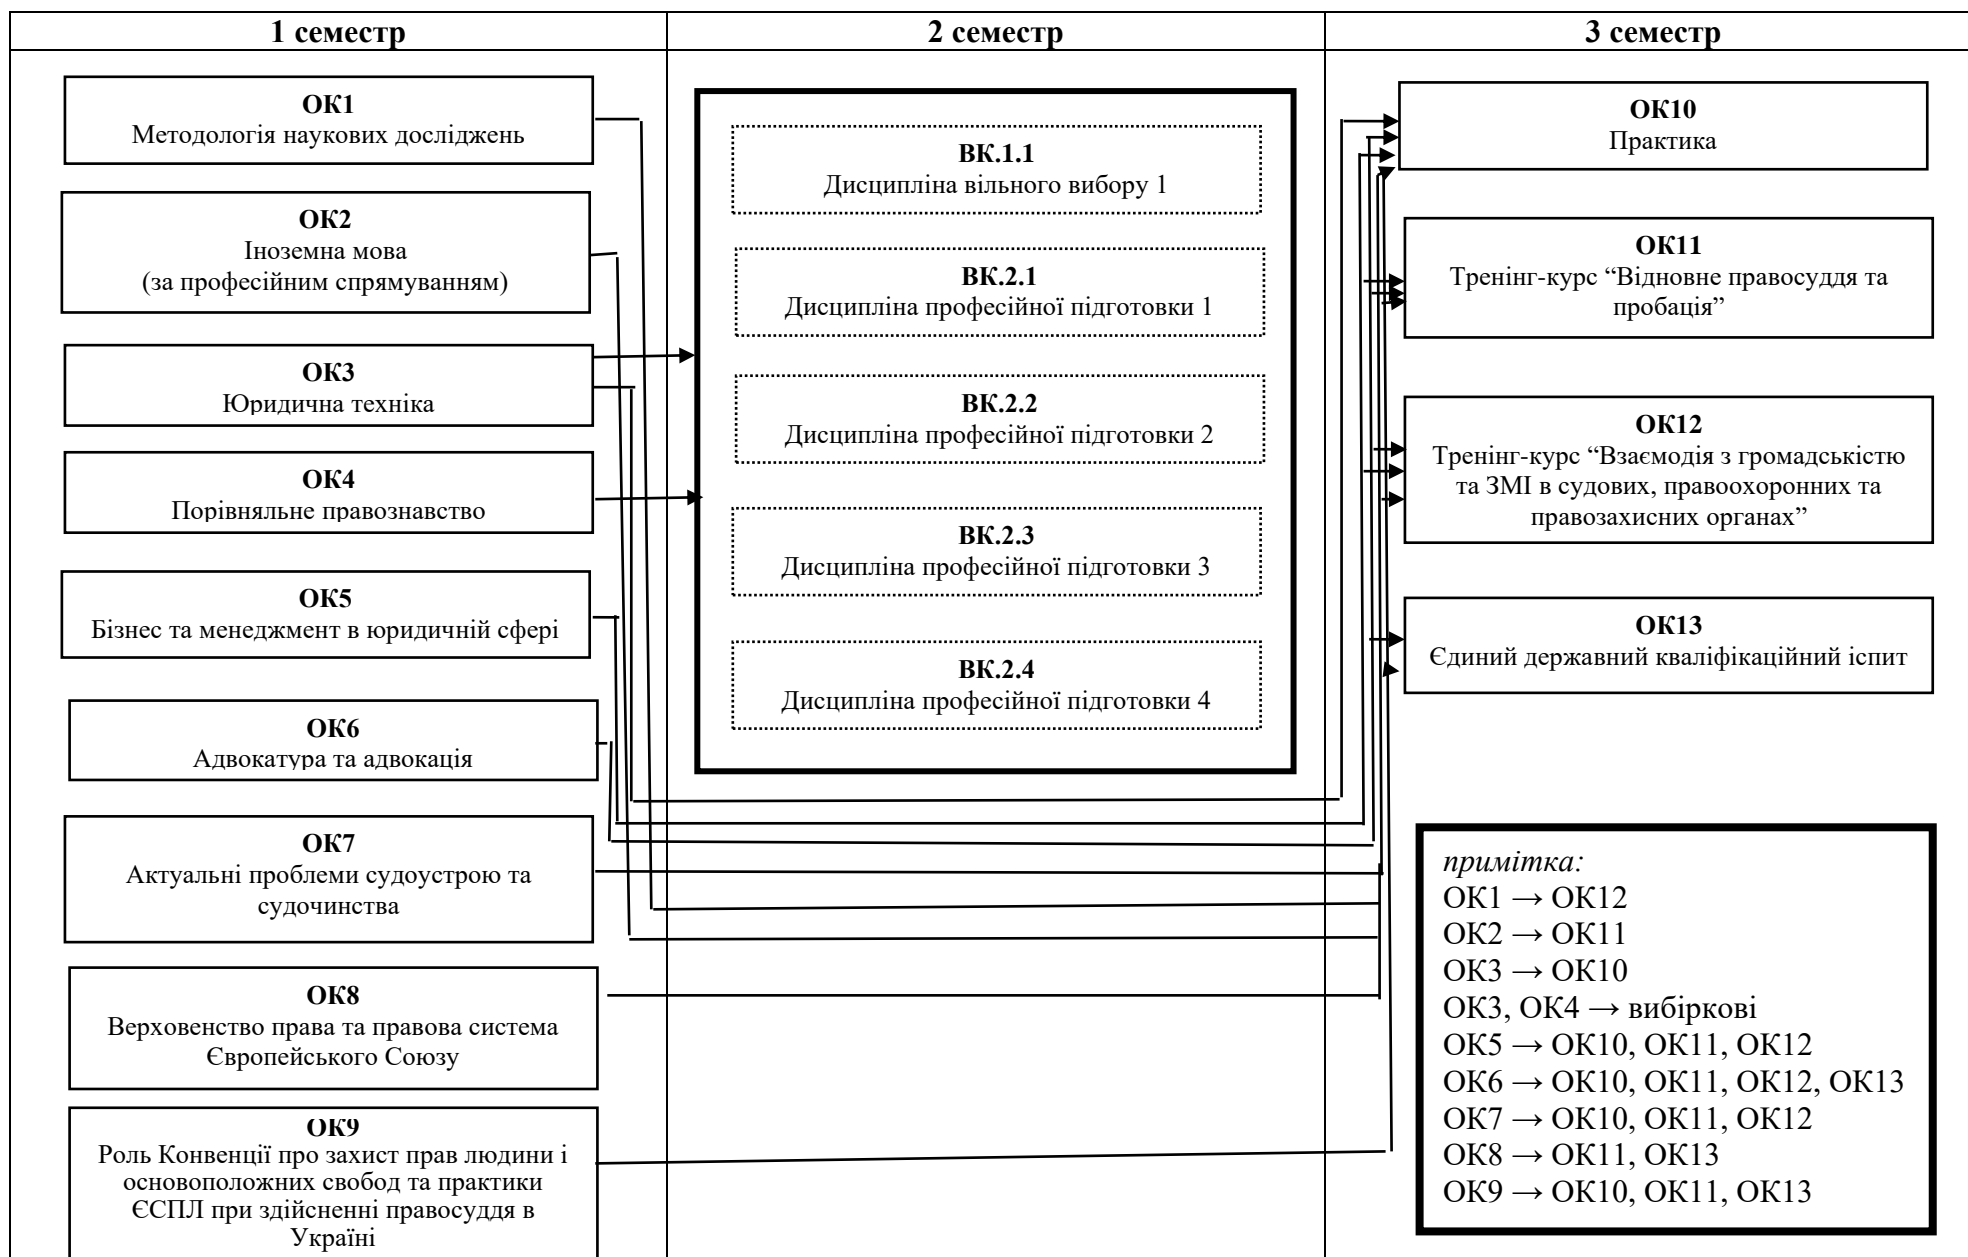 1 семестр
2 семестр
3 семестр
ОК1
Методологія наукових досліджень
ОК2
Іноземна мова
(за професійним спрямуванням)
ОК3
Юридична техніка
ОК4
Порівняльне правознавство
ОК5
Бізнес та менеджмент в юридичній сфері
ОК6
Адвокатура та адвокація
ОК7
Актуальні проблеми судоустрою та
судочинства
ОК8
Верховенство права та правова система
Європейського Союзу
ОК9
Роль Конвенції про захист прав людини і
основоположних свобод та практики
ЄСПЛ при здійсненні правосуддя в
Україні
ВК.1.1
Дисципліна вільного вибору 1
ВК.2.1
Дисципліна професійної підготовки 1
ВК.2.2
Дисципліна професійної підготовки 2
ВК.2.3
Дисципліна професійної підготовки 3
ВК.2.4
Дисципліна професійної підготовки 4
ОК10
Практика
ОК11
Тренінг-курс “Відновне правосуддя та
пробація”
ОК12
Тренінг-курс “Взаємодія з громадськістю
та ЗМІ в судових, правоохоронних та
правозахисних органах”
ОК13
Єдиний державний кваліфікаційний іспит
примітка:
ОК1 → ОК12
ОК2 → ОК11
ОК3 → ОК10
ОК3, ОК4 → вибіркові
ОК5 → ОК10, ОК11, ОК12
ОК6 → ОК10, ОК11, ОК12, ОК13
ОК7 → ОК10, ОК11, ОК12
ОК8 → ОК11, ОК13
ОК9 → ОК10, ОК11, ОК13